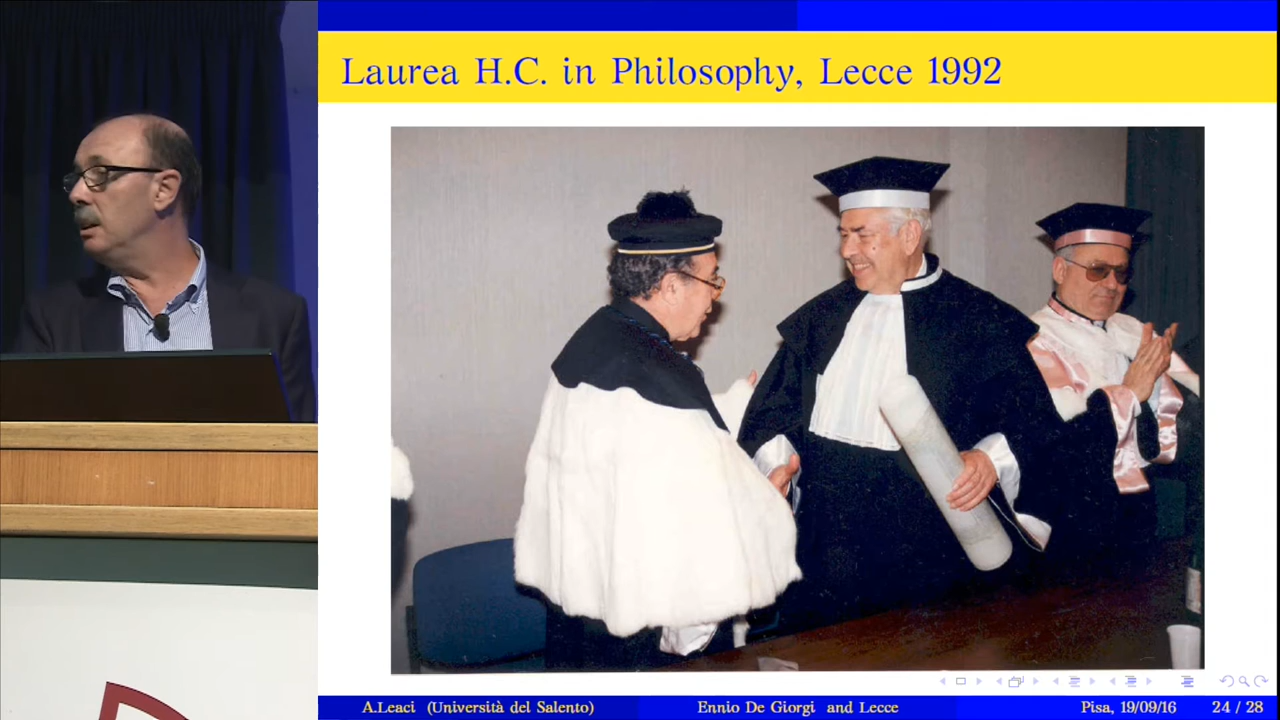 Laurea H.C. in Philosophy, Lecce 1992
A.Leaci (Università del Salento) Ennio De Giorgi and Lecce Pisa, 19/09/16 24 / 28